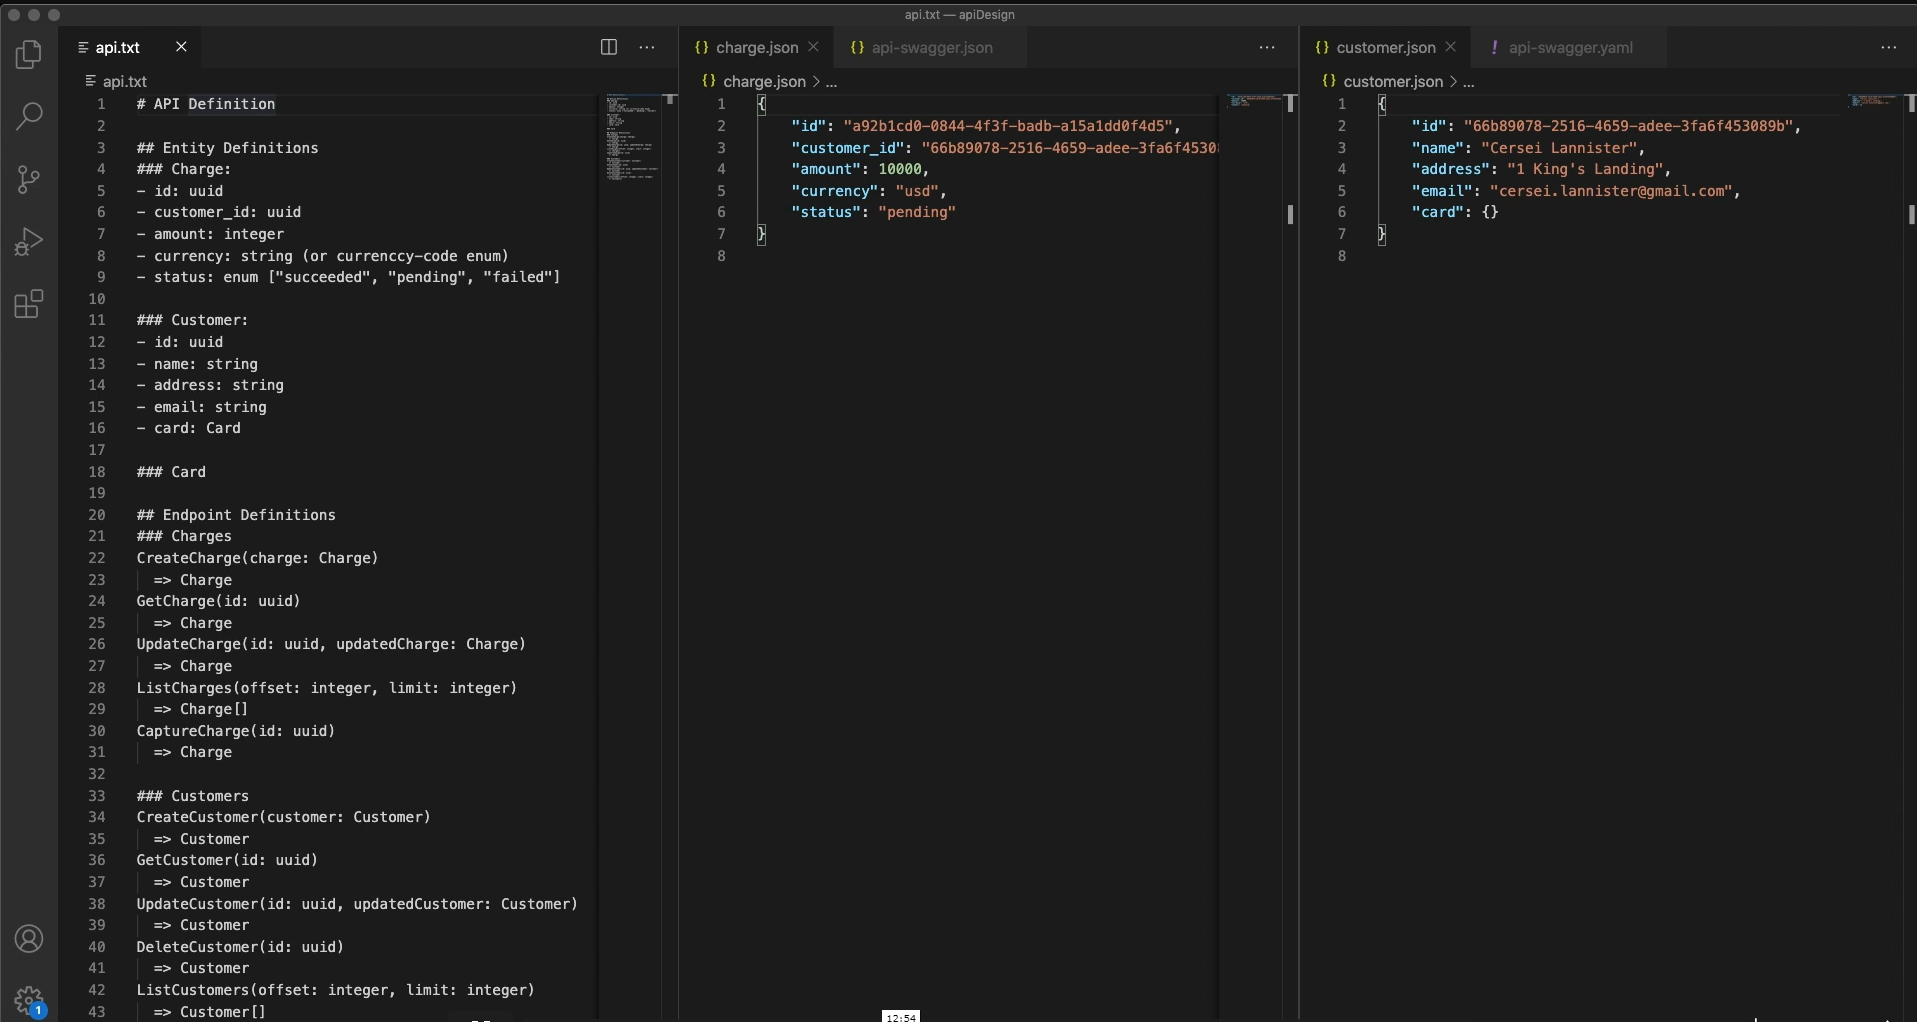 api.txt — apiDesign
api.txt
api.txt
1 # API Definition
2
3 ## Entity Definitions
4 ### Charge:
5 - id: uuid
6 - customer_id: uuid
7 - amount: integer
8 - currency: string (or currenccy-code enum)
9 - status: enum ["succeeded", "pending", "failed"]
10
11 ### Customer:
12 - id: uuid
13 - name: string
14 - address: string
15 - email: string
16 - card: Card
17
18 ### Card
19
20 ## Endpoint Definitions
21 ### Charges
22 CreateCharge(charge: Charge)
23 => Charge
24 GetCharge(id: uuid)
25 => Charge
26 UpdateCharge(id: uuid, updatedCharge: Charge)
27 => Charge
28 ListCharges(offset: integer, limit: integer)
29 => Charge[]
30 CaptureCharge(id: uuid)
31 => Charge
32
33 ### Customers
34 CreateCustomer(customer: Customer)
35 => Customer
36 GetCustomer(id: uuid)
37 => Customer
38 UpdateCustomer(id: uuid, updatedCustomer: Customer)
39 => Customer
40 DeleteCustomer(id: uuid)
41 => Customer
42 ListCustomers(offset: integer, limit: integer)
43 => Customer[]
1
{} charge.json {} api-swagger.json
{} charge.json > ...
1 {
2 "id": "a92b1cd0-0844-4f3f-badb-a15a1dd0f4d5",
3 "customer_id": "66b89078-2516-4659-adee-3fa6f4530
4 "amount": 10000,
5 "currency": "usd",
6 "status": "pending"
7 }
8
12:54
{} customer.json ! api-swagger.yaml
{} customer.json > ...
1 {
2 "id": "66b89078-2516-4659-adee-3fa6f453089b",
3 "name": "Cersei Lannister",
4 "address": "1 King's Landing",
5 "email": "cersei.lannister@gmail.com",
6 "card": {}
7 }
8